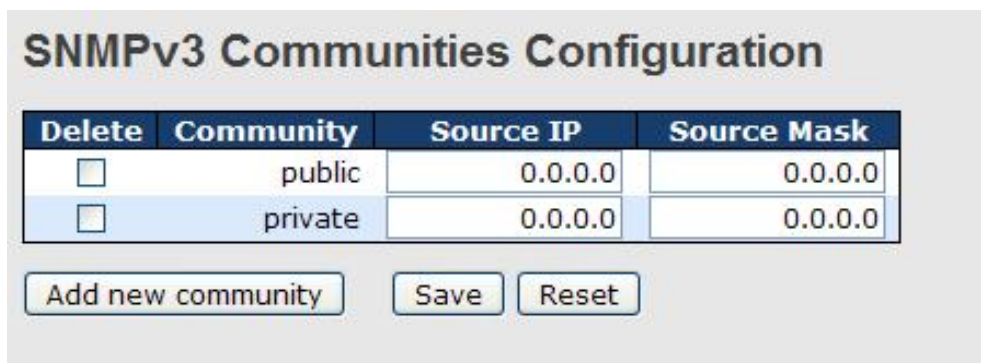 SNMPv3 Communities Configuration
Delete Community Source IP Source Mask
public 0.0.0.0 0.0.0.0
private 0.0.0.0 0.0.0.0
Add new community Save Reset